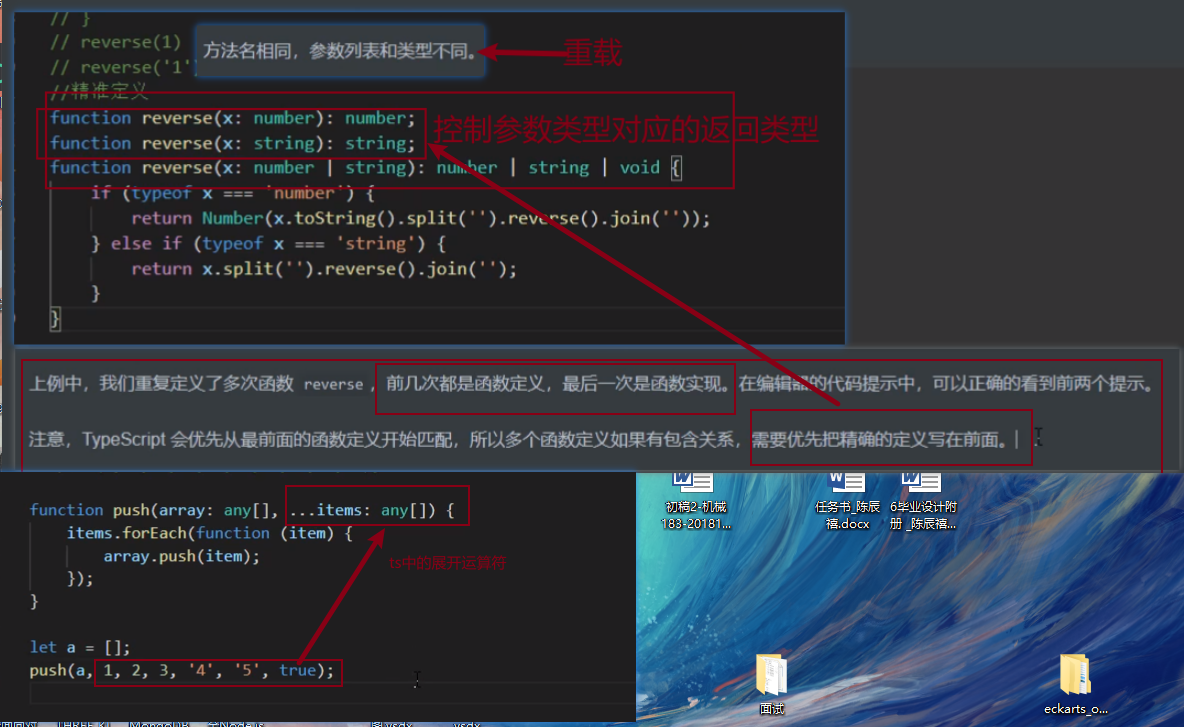 // }
// reverse(1)
// reverse('1'
方法名相同，参数列表和类型不同。
重载
//精准定义
function reverse(x: number): number;
function reverse(x: string): string;
控制参数类型对应的返回类型
function reverse(x: number | string): number | string | void {
if (typeof x === 'number') {
return Number(x.toString().split('').reverse().join(''));
} else if (typeof x === 'string') {
return x.split('').reverse().join('');
}
}
上例中，我们重复定义了多次函数 reverse，前几次都是函数定义，最后一次是函数实现。在编辑器的代码提示中，可以正确的看到前两个提示。
注意，TypeScript 会优先从最前面的函数定义开始匹配，所以多个函数定义如果有包含关系，需要优先把精确的定义写在前面。
function push(array: any[], ...items: any[]) {
items.forEach(function (item) {
array.push(item);
});
}
ts中的展开运算符
let a = [];
push(a, 1, 2, 3, '4', '5', true);
初稿2-机械
183-20181...
任务书_陈辰
禧.docx
6毕业设计附
册 _陈辰禧...
面试
eckarts_o...